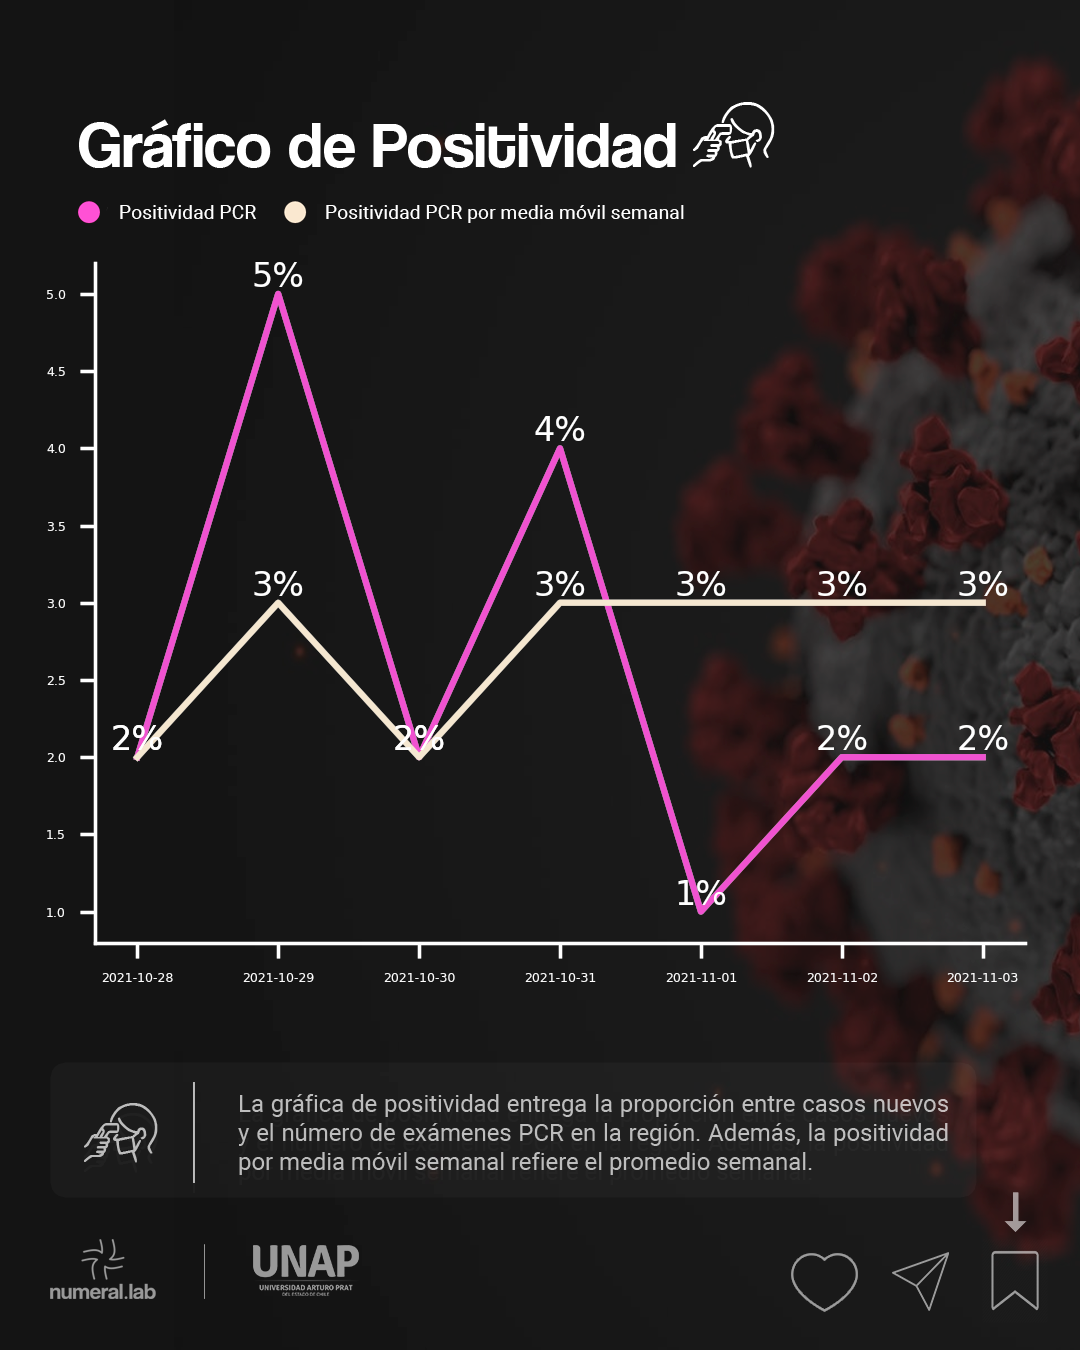 Gráfico de Positividad
Positividad PCR
Positividad PCR por media móvil semanal
5.0
4.5
4.0
3.5
3.0
2.5
2.0
1.5
1.0
5%
4%
3%
3%
3%
3%
3%
2%
2%
2%
2%
1%
2021-10-28
2021-10-29
2021-10-30
2021-10-31
2021-11-01
2021-11-02
2021-11-03
La gráfica de positividad entrega la proporción entre casos nuevos
y el número de exámenes PCR en la región. Además, la positividad
por media móvil semanal refiere el promedio semanal.
numeral.lab
UNAP
UNIVERSIDAD ARTURO PRAT
DEL ESTADO DE CHILE